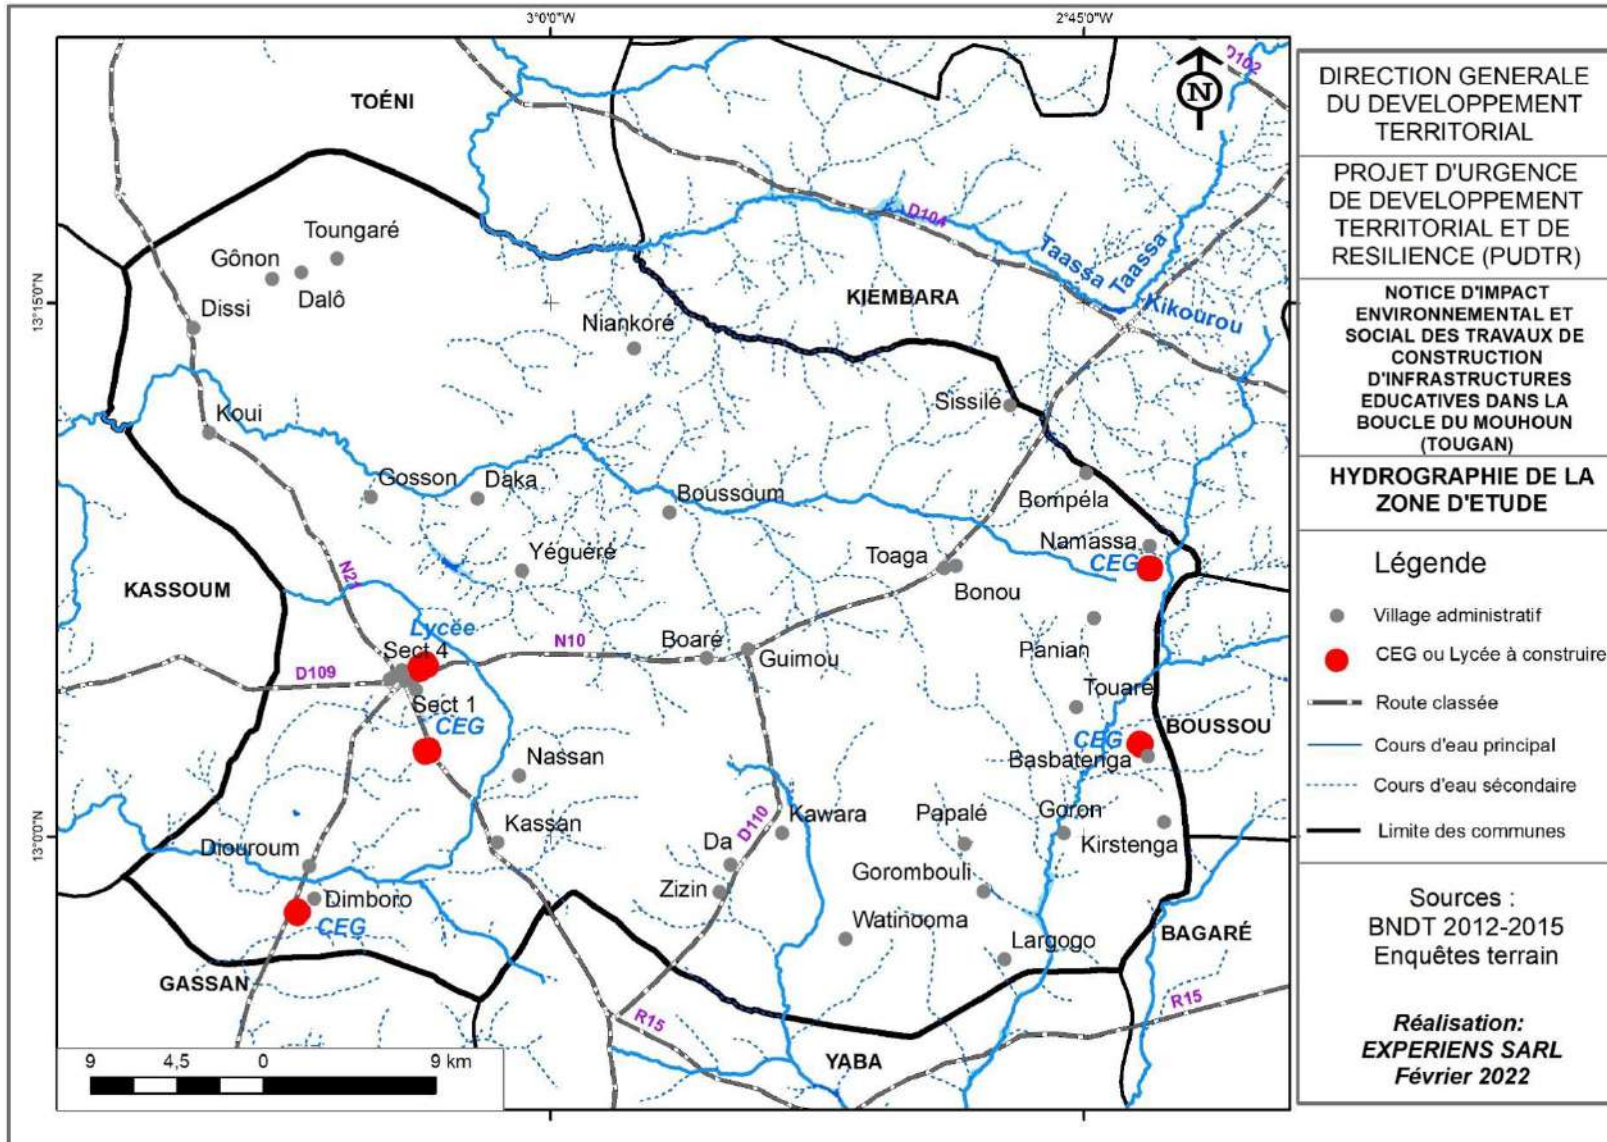 3°0'0"W
2°45'0"W
13°15'0"N
13°0'0"N
TOÉNI
D102
N
Toungaré
Gônon
Dalô
Dissi
D104
Taassa
Taassa
Kikourou
KIEMBARA
Niankoré
Koui
Sissilé
Gosson
Daka
Boussoum
Bompéla
Yéguéré
Toaga
Namassa
CEG
Bonou
KASSOUM
N21
Lycée
Sect 4
N10
Boaré
Guimou
Panian
D109
Sect 1
CEG
Touaré
BOUSSOU
CEG
Basbatenga
Nassan
Kassan
D110
Kawara
Papalé
Goron
Kirstenga
Diouroum
Da
Zizin
Gorombouli
Dimboro
CEG
Watinooma
BAGARÉ
Largogo
GASSAN
R15
R15
YABA
9 4,5 0 9 km
DIRECTION GENERALE
DU DEVELOPPEMENT
TERRITORIAL
PROJET D'URGENCE
DE DEVELOPPEMENT
TERRITORIAL ET DE
RESILIENCE (PUDTR)
NOTICE D'IMPACT
ENVIRONNEMENTAL ET
SOCIAL DES TRAVAUX DE
CONSTRUCTION
D'INFRASTRUCTURES
EDUCATIVES DANS LA
BOUCLE DU MOUHOUN
(TOUGAN)
HYDROGRAPHIE DE LA
ZONE D'ETUDE
Légende
Village administratif
CEG ou Lycée à construire
Route classée
Cours d'eau principal
Cours d'eau sécondaire
Limite des communes
Sources :
BNDT 2012-2015
Enquêtes terrain
Réalisation:
EXPERIENS SARL
Février 2022